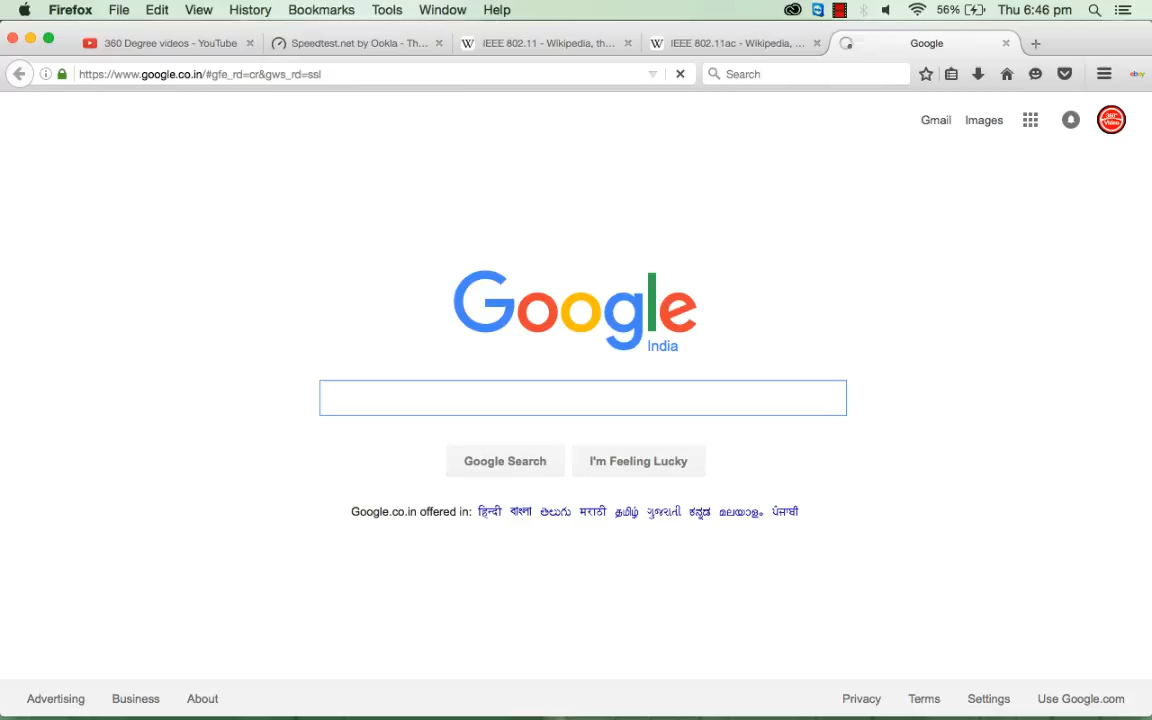 Firefox File Edit View History Bookmarks Tools Window Help 56% Thu 6:46 pm
360 Degree videos - YouTube Speedtest.net by Ookla - Th... IEEE 802.11 - Wikipedia, th... IEEE 802.11ac - Wikipedia, ... Google
https://www.google.co.in/#gfe_rd=cr&gws_rd=ssl Search ebay
Gmail Images 360° Video
Google
India
Google Search I'm Feeling Lucky
Google.co.in offered in: हिन्दी বাংলা తెలుగు मराठी தமிழ் ગુજરાતી ಕನ್ನಡ മലയാളം ਪੰਜਾਬੀ
Advertising Business About Privacy Terms Settings Use Google.com